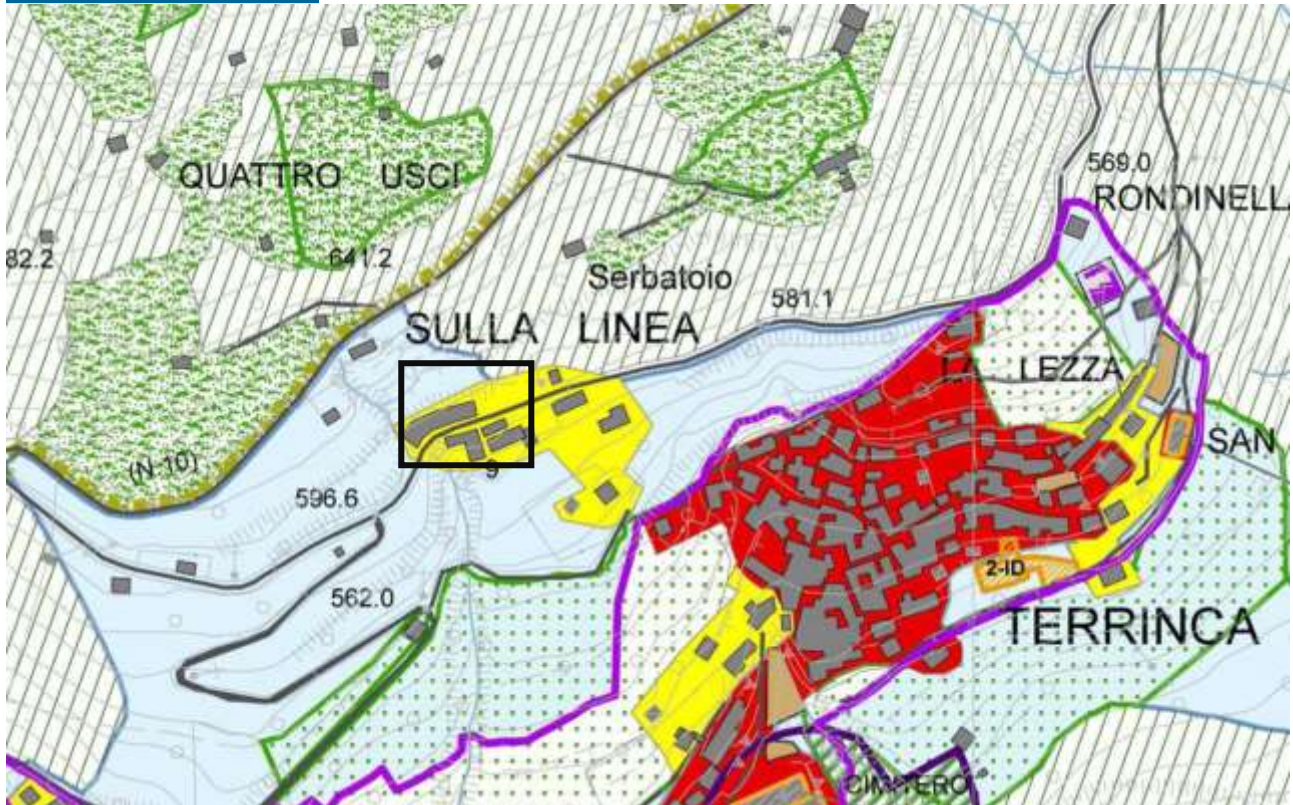 569.0
QUATTRO USCI
RONDINELL
82.2
641.2
Serbatoio
581.1
SULLA LINEA
LA LEZZA
SAN
(N-10)
9
596.6
2-ID
562.0
TERRINCA
CIMITERO